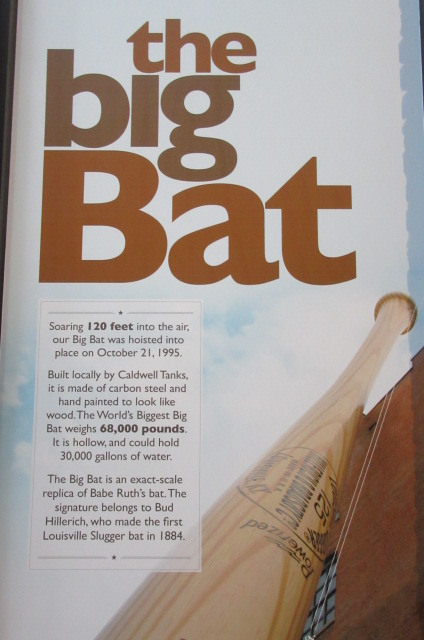 the
big
Bat
Soaring 120 feet into the air,
our Big Bat was hoisted into
place on October 21, 1995.
Built locally by Caldwell Tanks,
it is made of carbon steel and
hand painted to look like
wood. The World's Biggest Big
Bat weighs 68,000 pounds.
It is hollow, and could hold
30,000 gallons of water.
The Big Bat is an exact-scale
replica of Babe Ruth's bat. The
signature belongs to Bud
Hillerich, who made the first
Louisville Slugger bat in 1884.
Powerized
125